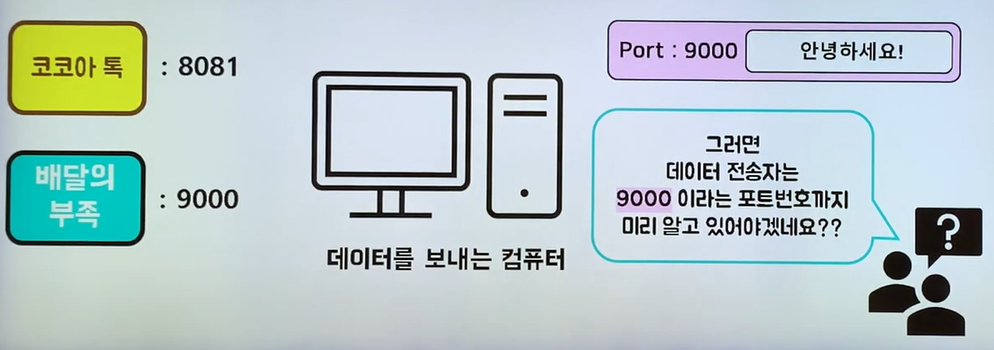 코코아 톡
: 8081
배달의
부족
: 9000
데이터를 보내는 컴퓨터
Port : 9000
안녕하세요!
그러면
데이터 전송자는
9000 이라는 포트번호까지
미리 알고 있어야겠네요??
?